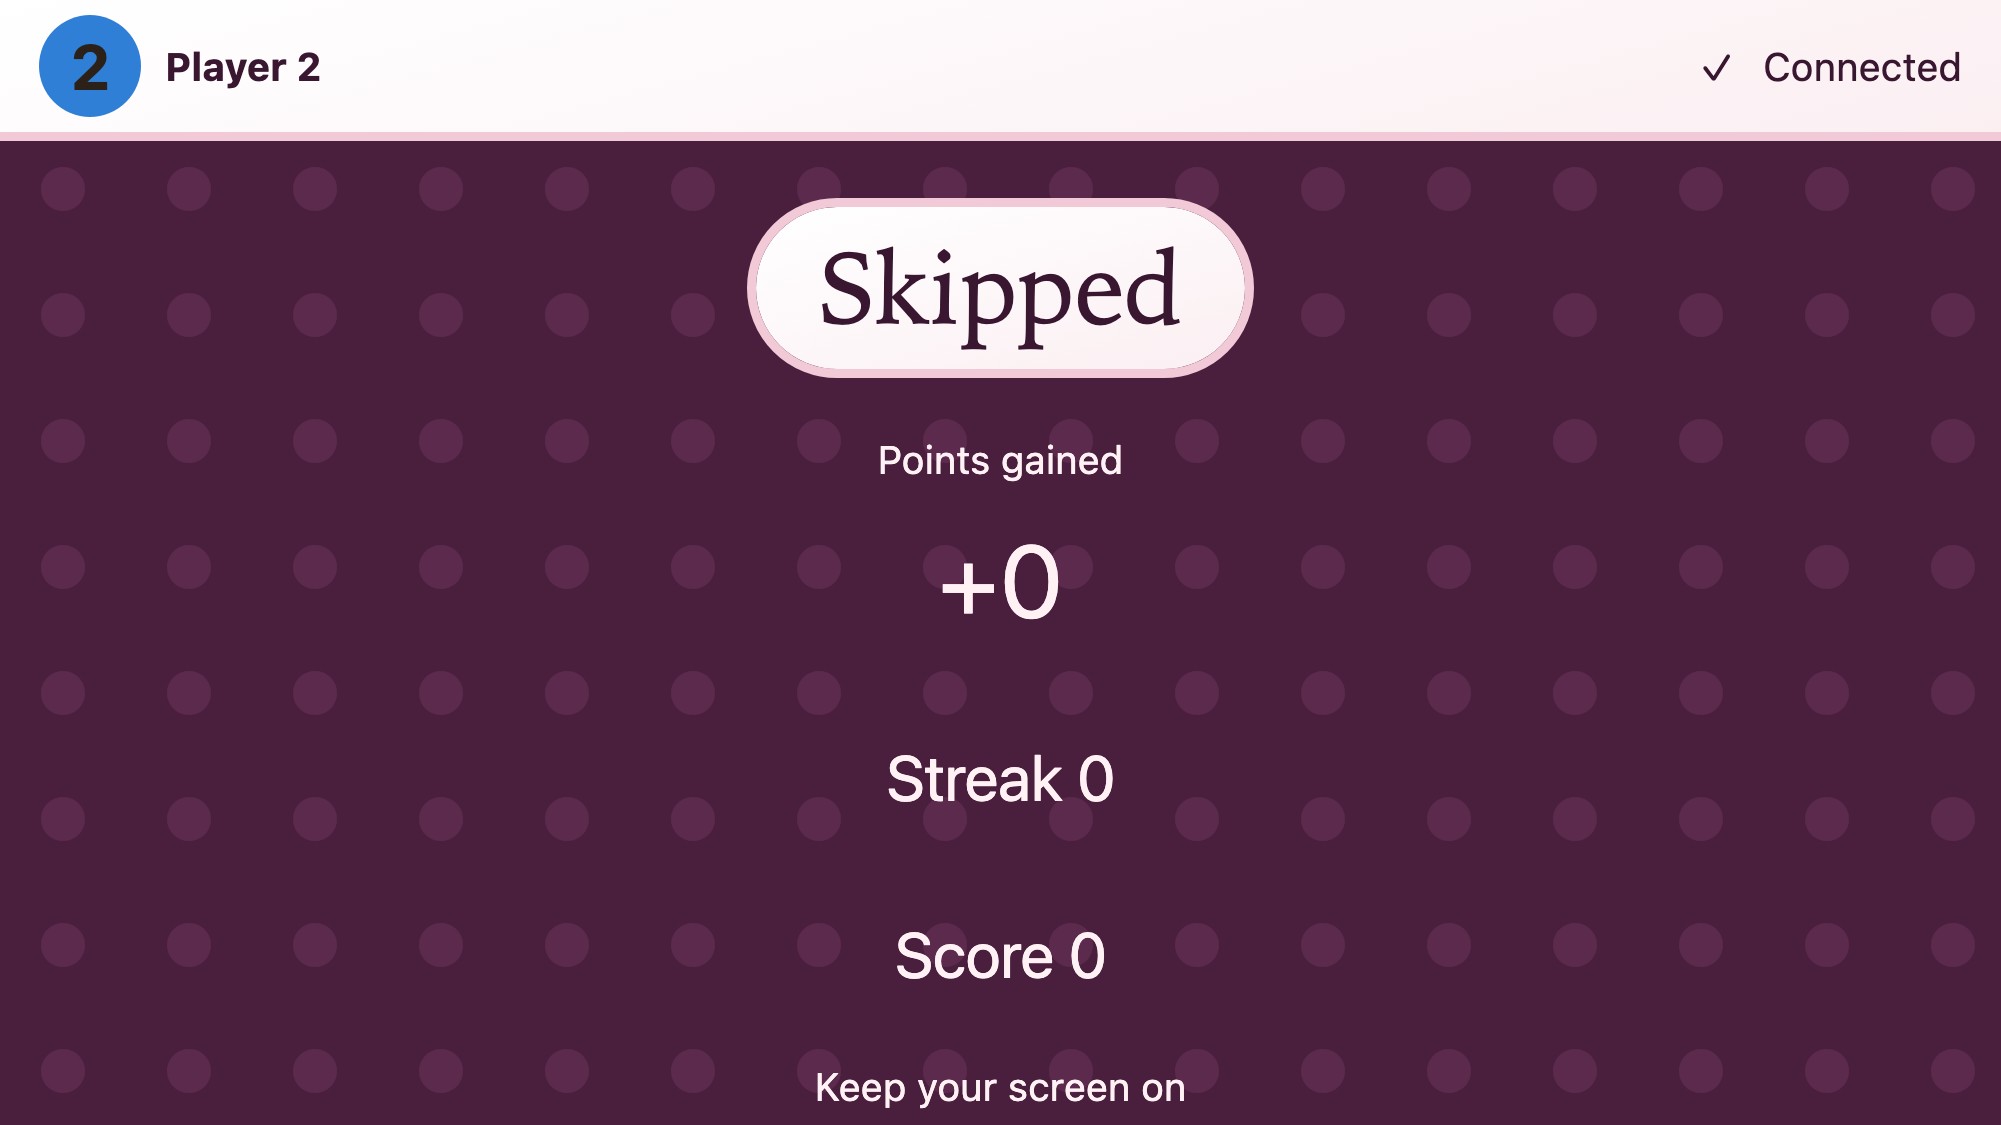 2 Player 2 ✓ Connected
Skipped
Points gained
+0
Streak 0
Score 0
Keep your screen on